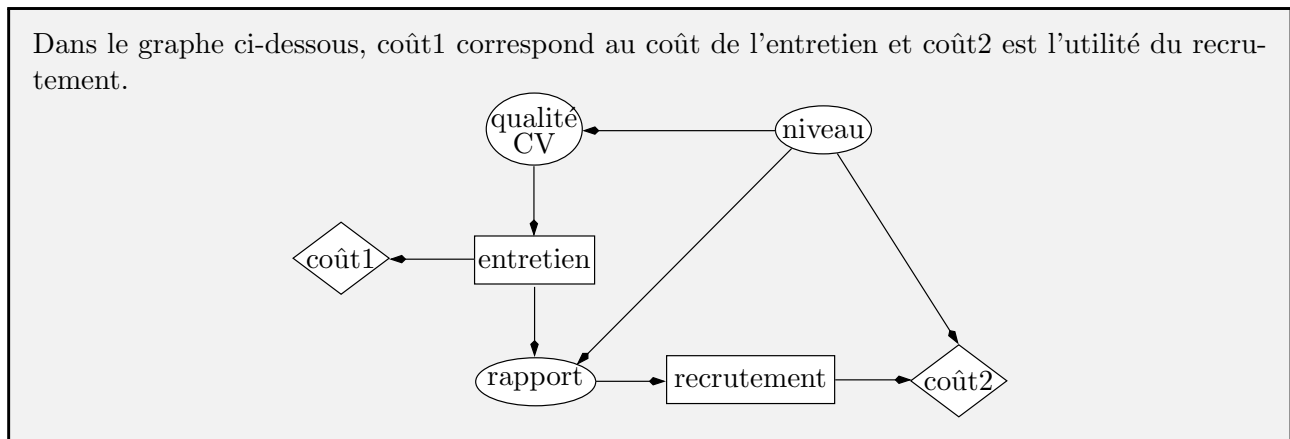 Dans le graphe ci-dessous, coût1 correspond au coût de l'entretien et coût2 est l'utilité du recru-
tement.
qualité
CV
niveau
coût1
entretien
rapport
recrutement
coût2